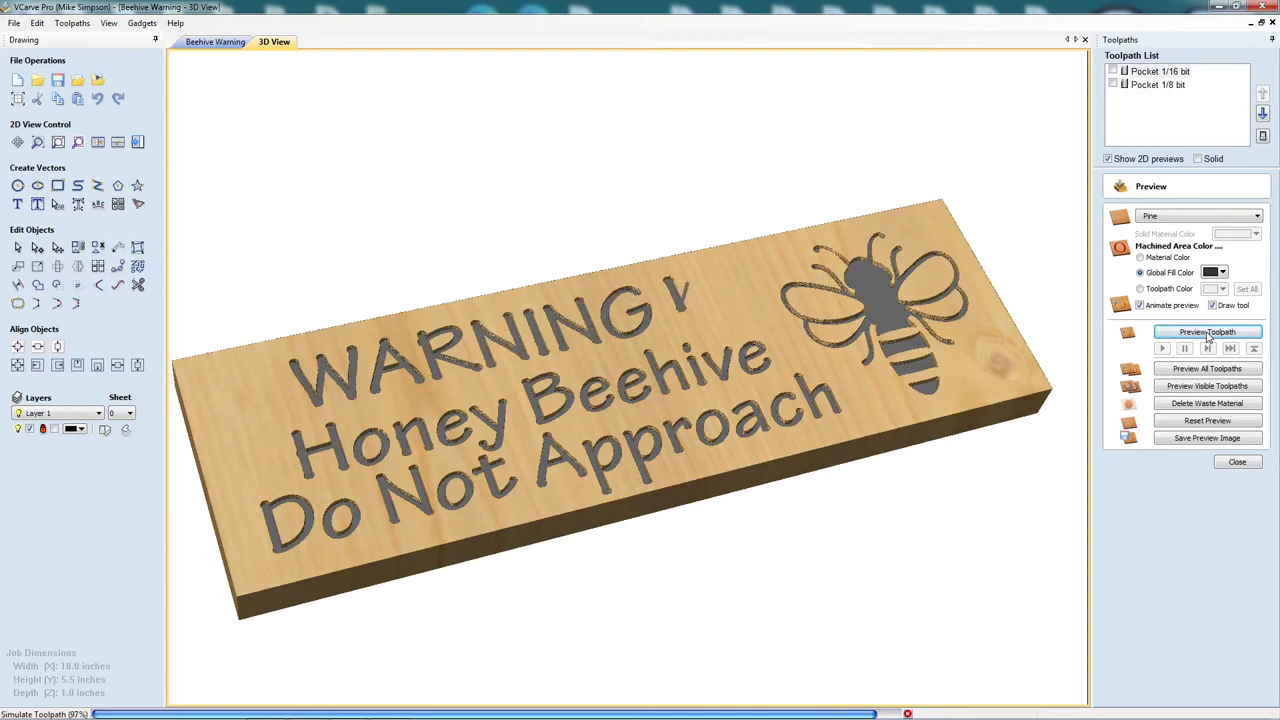 VCarve Pro (Mike Simpson) - [Beehive Warning - 3D View]
File Edit Toolpaths View Gadgets Help
Drawing
File Operations
2D View Control
Create Vectors
Edit Objects
Align Objects
Layers Sheet
Layer 1 0
Job Dimensions
Width [X]: 18.0 inches
Height [Y]: 5.5 inches
Depth [Z]: 1.0 inches
Simulate Toolpath (97%)
Beehive Warning 3D View
WARNING
Honey Beehive
Do Not Approach
Toolpaths
Toolpath List
Pocket 1/16 bit
Pocket 1/8 bit
Show 2D previews Solid
Preview
Pine
Solid Material Color
Machined Area Color ....
Material Color
Global Fill Color
Toolpath Color Set All
Animate preview Draw tool
Preview Toolpath
Preview All Toolpaths
Preview Visible Toolpaths
Delete Waste Material
Reset Preview
Save Preview Image
Close